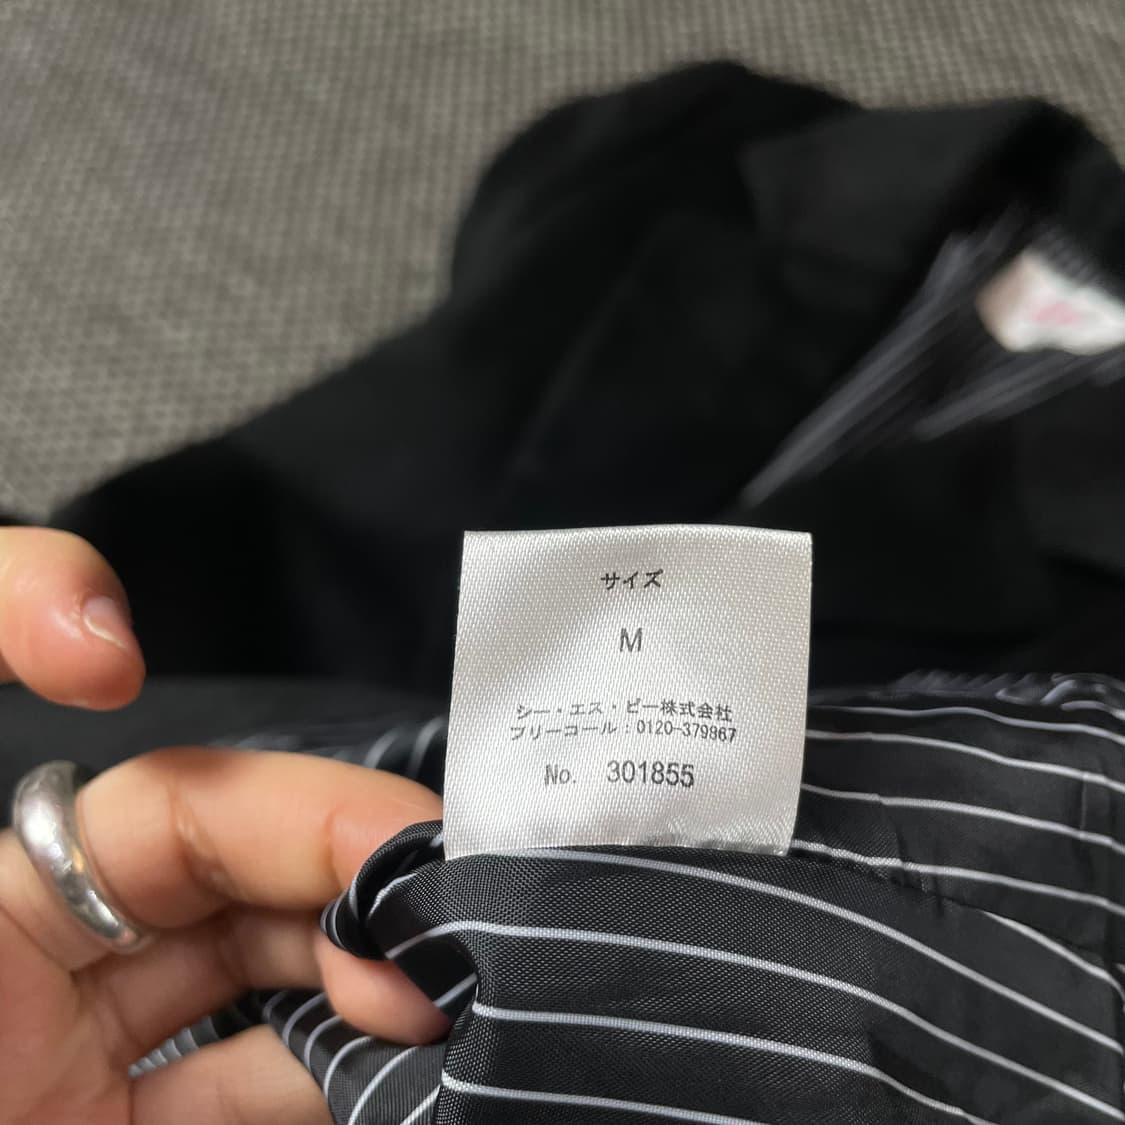 サイズ
M
シー・エス・ピー株式会社
フリーコール：0120-379867
No. 301855